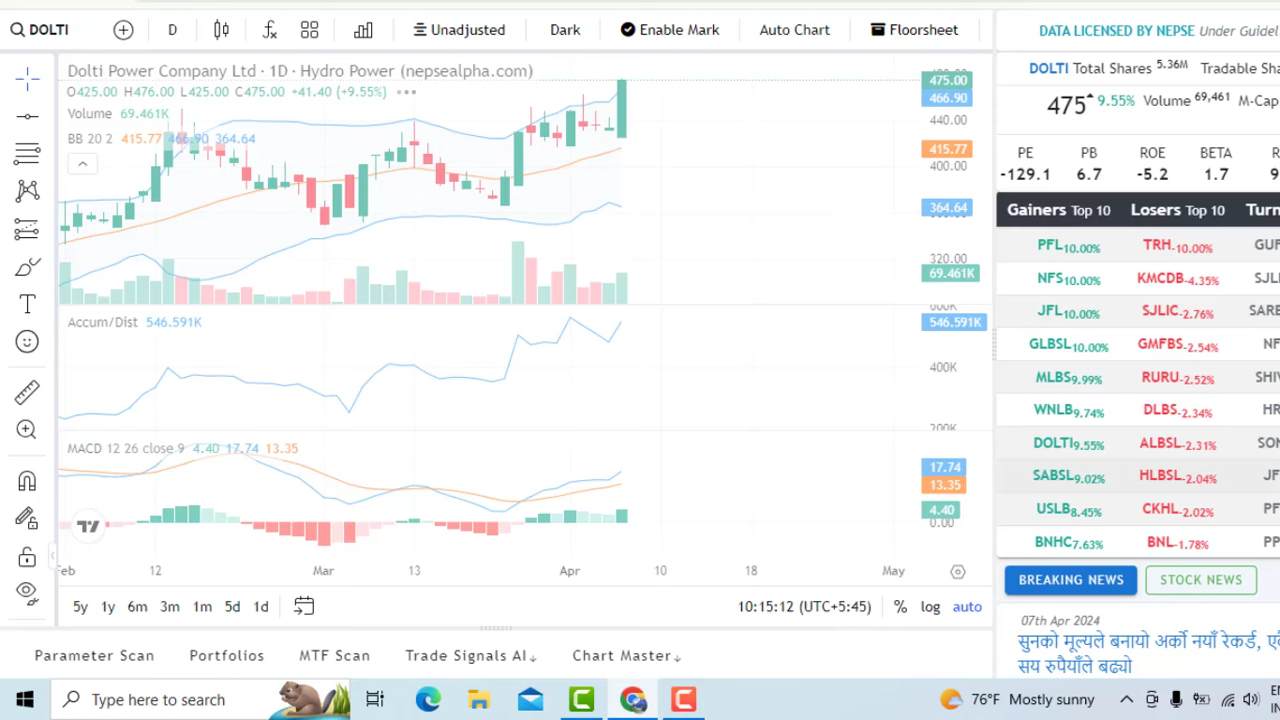 DOLTI D Unadjusted Dark Enable Mark Auto Chart Floorsheet
Dolti Power Company Ltd · 1D · Hydro Power (nepsealpha.com)
O425.00 H476.00 L425.00 C475.00 +41.40 (+9.55%)
Volume 69.461K
BB 20 2 415.77 466.90 364.64
475.00
466.90
440.00
415.77
400.00
364.64
320.00
69.461K
Accum/Dist 546.591K
546.591K
400K
200K
MACD 12 26 close 9 4.40 17.74 13.35
17.74
13.35
4.40
0.00
Feb 12 Mar 13 Apr 10 18 May
5y 1y 6m 3m 1m 5d 1d 10:15:12 (UTC+5:45) % log auto
Parameter Scan Portfolios MTF Sca Trade Signals AI↓ Chart Master↓
DATA LICENSED BY NEPSE Under Guidel
DOLTI Total Shares 5.36M Tradable Sha
475 9.55% Volume 69,461 M-Cap
PE PB ROE BETA R
-129.1 6.7 -5.2 1.7 9
Gainers Top 10 Losers Top 10 Turn
PFL10.00% TRH-10.00% GUF
NFS10.00% KMCDB-4.35% SJLI
JFL10.00% SJLIC-2.76% SARE
GLBSL10.00% GMFBS-2.54% NF
MLBS9.99% RURU-2.52% SHIV
WNLB9.74% DLBS-2.34% HR
DOLTI9.55% ALBSL-2.31% SON
SABSL9.02% HLBSL-2.04% JF
USLB8.45% CKHL-2.02% PF
BNHC7.63% BNL-1.78% PP
BREAKING NEWS STOCK NEWS
07th Apr 2024
सुनको मूल्यले बनायो अर्को नयाँ रेकर्ड,
सय रुपैयाँले बढ्यो
Type here to search 76°F Mostly sunny